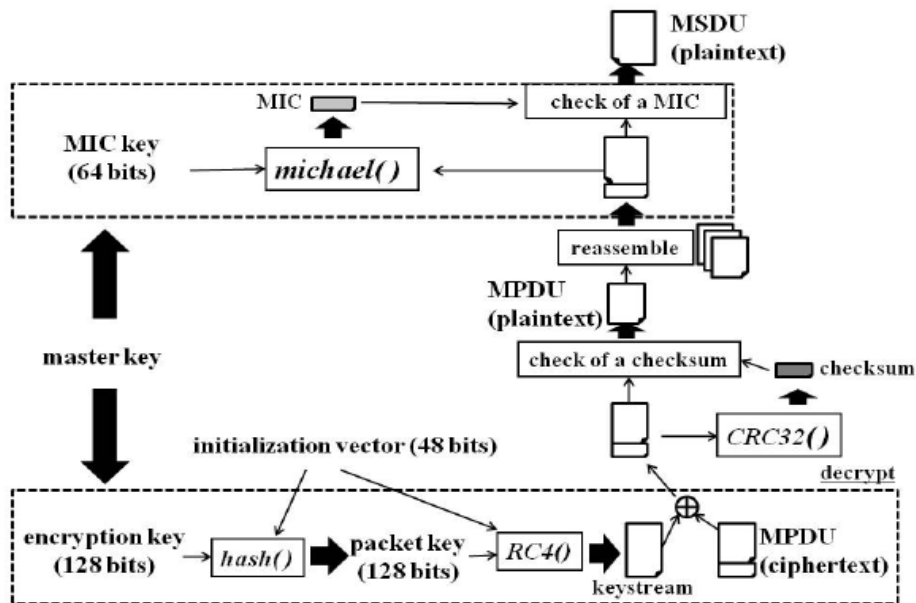 MSDU
(plaintext)
MIC
check of a MIC
MIC key
(64 bits)
michael()
reassemble
MPDU
(plaintext)
master key
check of a checksum
checksum
CRC32()
initialization vector (48 bits)
decrypt
encryption key
(128 bits)
hash()
packet key
(128 bits)
RC4()
keystream
MPDU
(ciphertext)